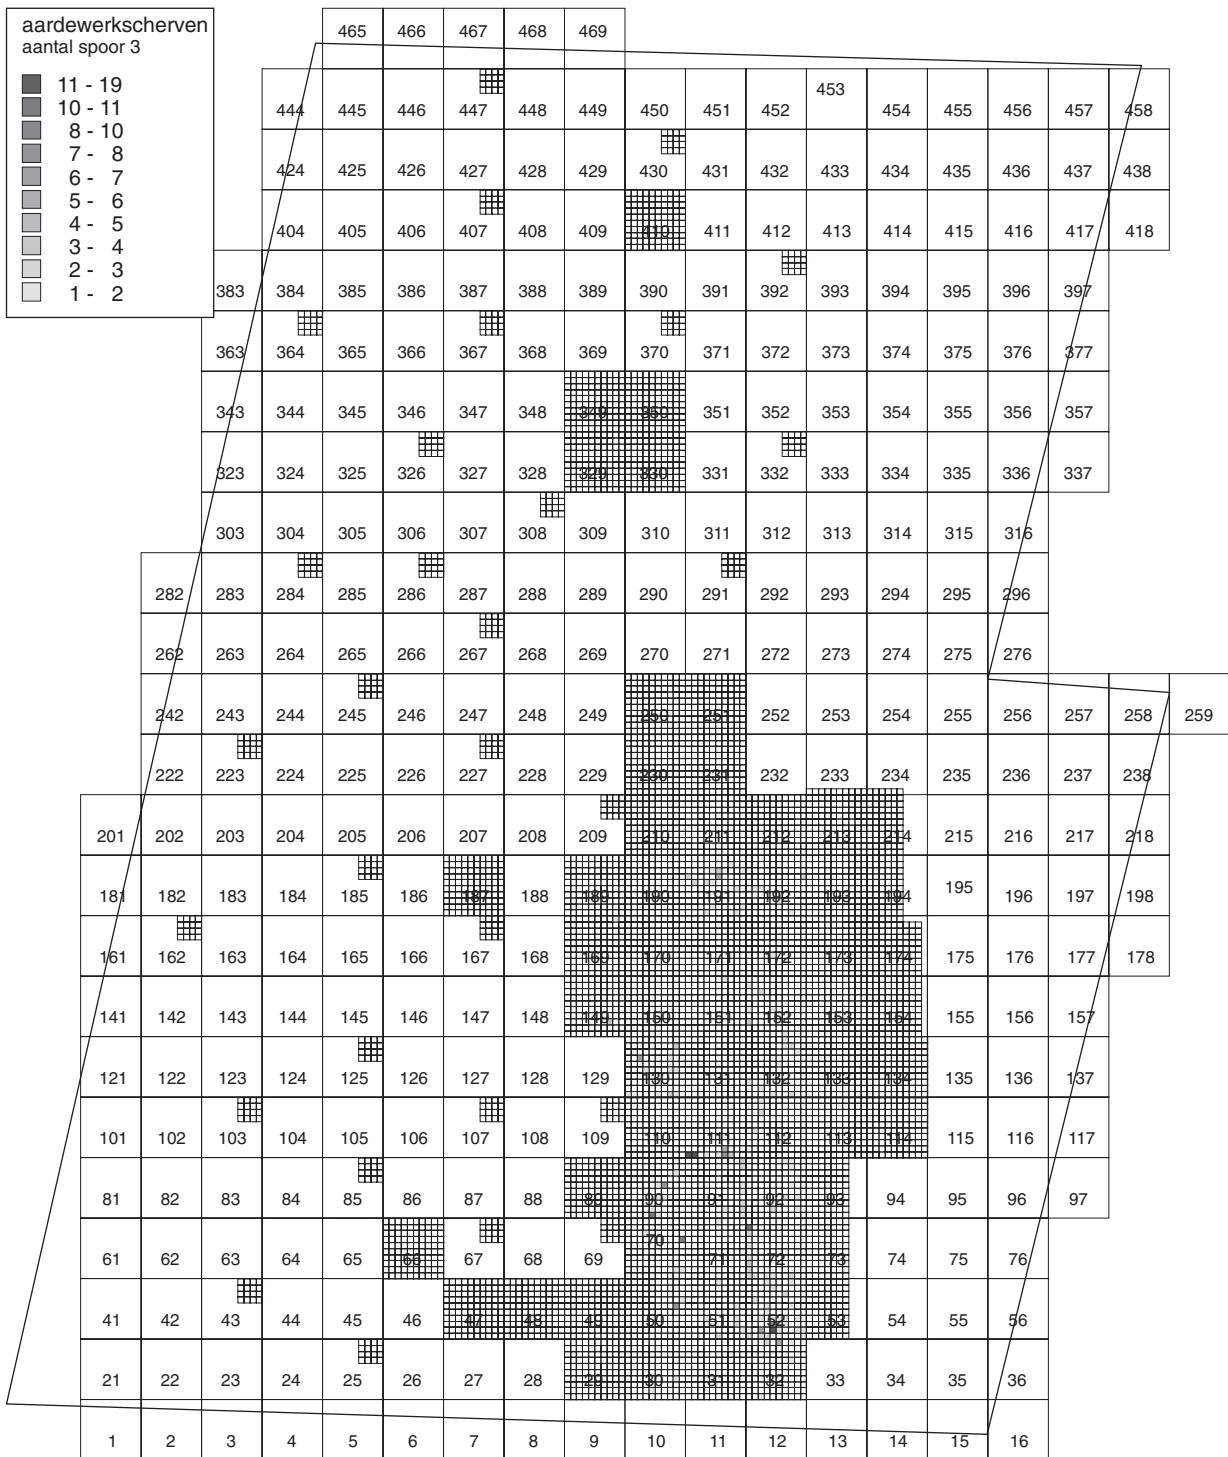 aardewerkscherven
aantal spoor 3
11 - 19
10 - 11
8 - 10
7 - 8
6 - 7
5 - 6
4 - 5
3 - 4
2 - 3
1 - 2
465 466 467 468 469
444 445 446 447 448 449 450 451 452 453 454 455 456 457 458
424 425 426 427 428 429 430 431 432 433 434 435 436 437 438
404 405 406 407 408 409 410 411 412 413 414 415 416 417 418
383 384 385 386 387 388 389 390 391 392 393 394 395 396 397
363 364 365 366 367 368 369 370 371 372 373 374 375 376 377
343 344 345 346 347 348 349 350 351 352 353 354 355 356 357
323 324 325 326 327 328 329 330 331 332 333 334 335 336 337
303 304 305 306 307 308 309 310 311 312 313 314 315 316
282 283 284 285 286 287 288 289 290 291 292 293 294 295 296
262 263 264 265 266 267 268 269 270 271 272 273 274 275 276
242 243 244 245 246 247 248 249 250 251 252 253 254 255 256 257 258 259
222 223 224 225 226 227 228 229 230 231 232 233 234 235 236 237 238
201 202 203 204 205 206 207 208 209 210 211 212 213 214 215 216 217 218
181 182 183 184 185 186 187 188 189 190 191 192 193 194 195 196 197 198
161 162 163 164 165 166 167 168 169 170 171 172 173 174 175 176 177 178
141 142 143 144 145 146 147 148 149 150 151 152 153 154 155 156 157
121 122 123 124 125 126 127 128 129 130 131 132 133 134 135 136 137
101 102 103 104 105 106 107 108 109 110 111 112 113 114 115 116 117
81 82 83 84 85 86 87 88 89 90 91 92 93 94 95 96 97
61 62 63 64 65 66 67 68 69 70 71 72 73 74 75 76
41 42 43 44 45 46 47 48 49 50 51 52 53 54 55 56
21 22 23 24 25 26 27 28 29 30 31 32 33 34 35 36
1 2 3 4 5 6 7 8 9 10 11 12 13 14 15 16